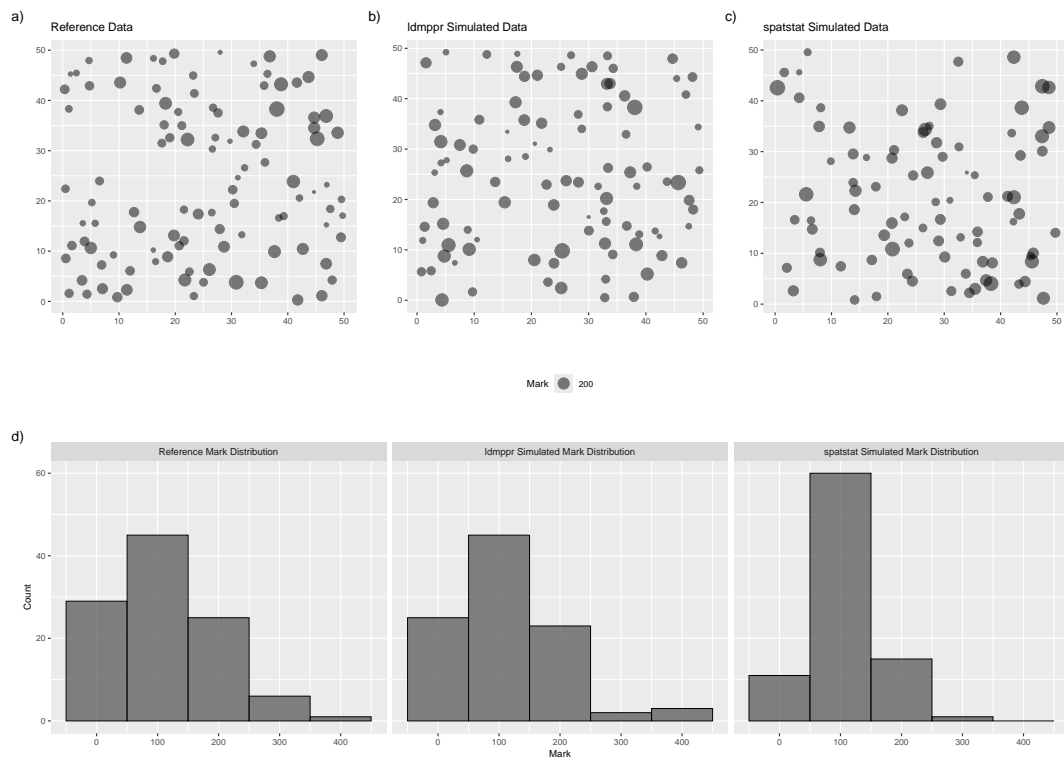 a)
Reference Data
b)
ldmppr Simulated Data
c)
spatstat Simulated Data
50
40
30
20
10
0
0 10 20 30 40 50
50
40
30
20
10
0
0 10 20 30 40 50
50
40
30
20
10
0
0 10 20 30 40 50
Mark 200
d)
Reference Mark Distribution
ldmppr Simulated Mark Distribution
spatstat Simulated Mark Distribution
Count
60
40
20
0
0 100 200 300 400
0 100 200 300 400
0 100 200 300 400
Mark